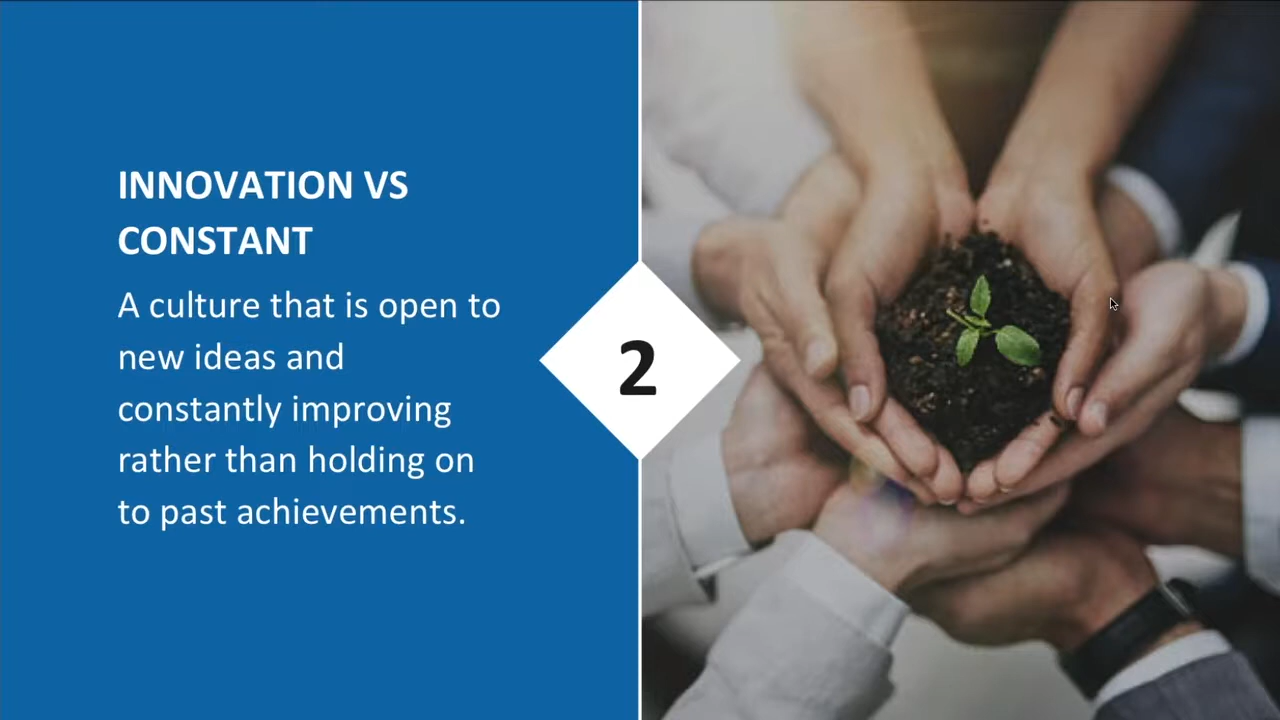 INNOVATION VS
CONSTANT
A culture that is open to
new ideas and
constantly improving
rather than holding on
to past achievements.
2